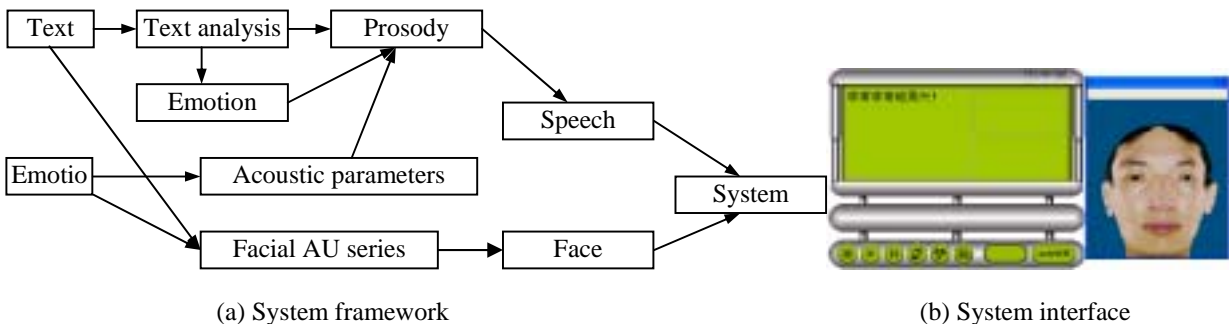 Text
Text analysis
Prosody
Emotion
Speech
Emotio
Acoustic parameters
System
Facial AU series
Face
(a) System framework
(b) System interface